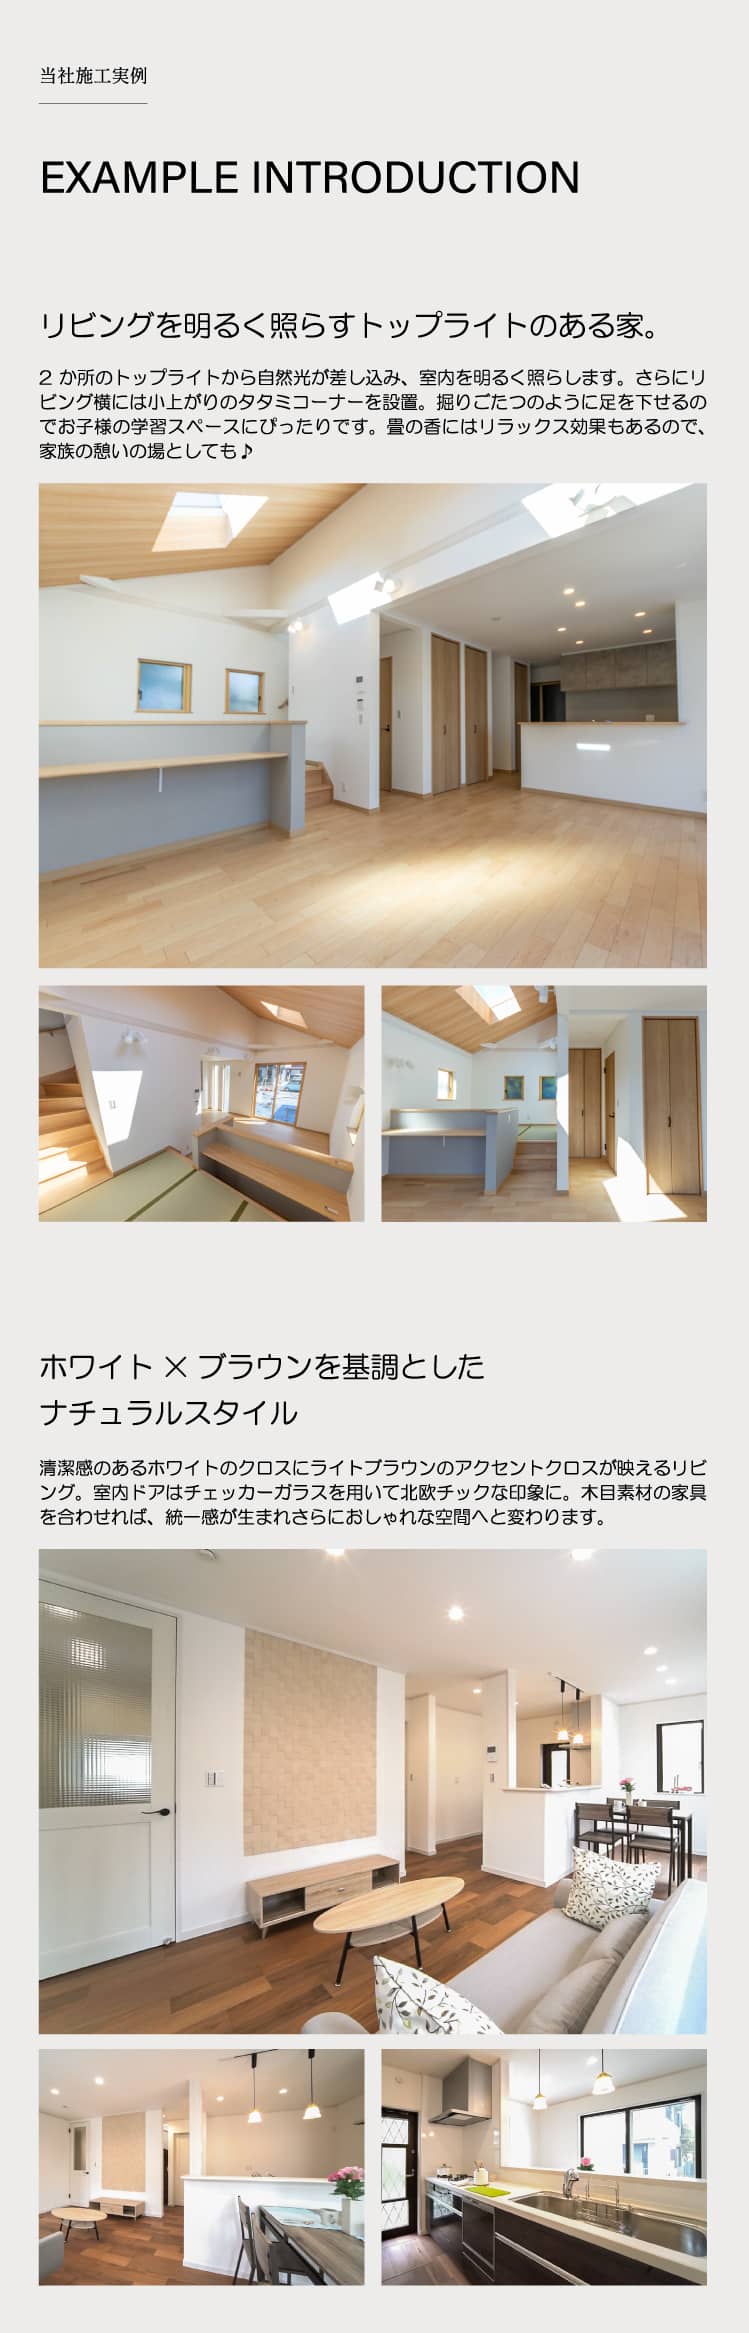 当社施工実例
EXAMPLE INTRODUCTION
リビングを明るく照らすトップライトのある家。
2 か所のトップライトから自然光が差し込み、室内を明るく照らします。さらにリ
ビング横には小上がりのタタミコーナーを設置。掘りごたつのように足を下せるの
でお子様の学習スペースにぴったりです。畳の香にはリラックス効果もあるので、
家族の憩いの場としても♪
ホワイト × ブラウンを基調とした
ナチュラルスタイル
清潔感のあるホワイトのクロスにライトブラウンのアクセントクロスが映えるリビ
ング。室内ドアはチェッカーガラスを用いて北欧チックな印象に。木目素材の家具
を合わせれば、統一感が生まれさらにおしゃれな空間へと変わります。